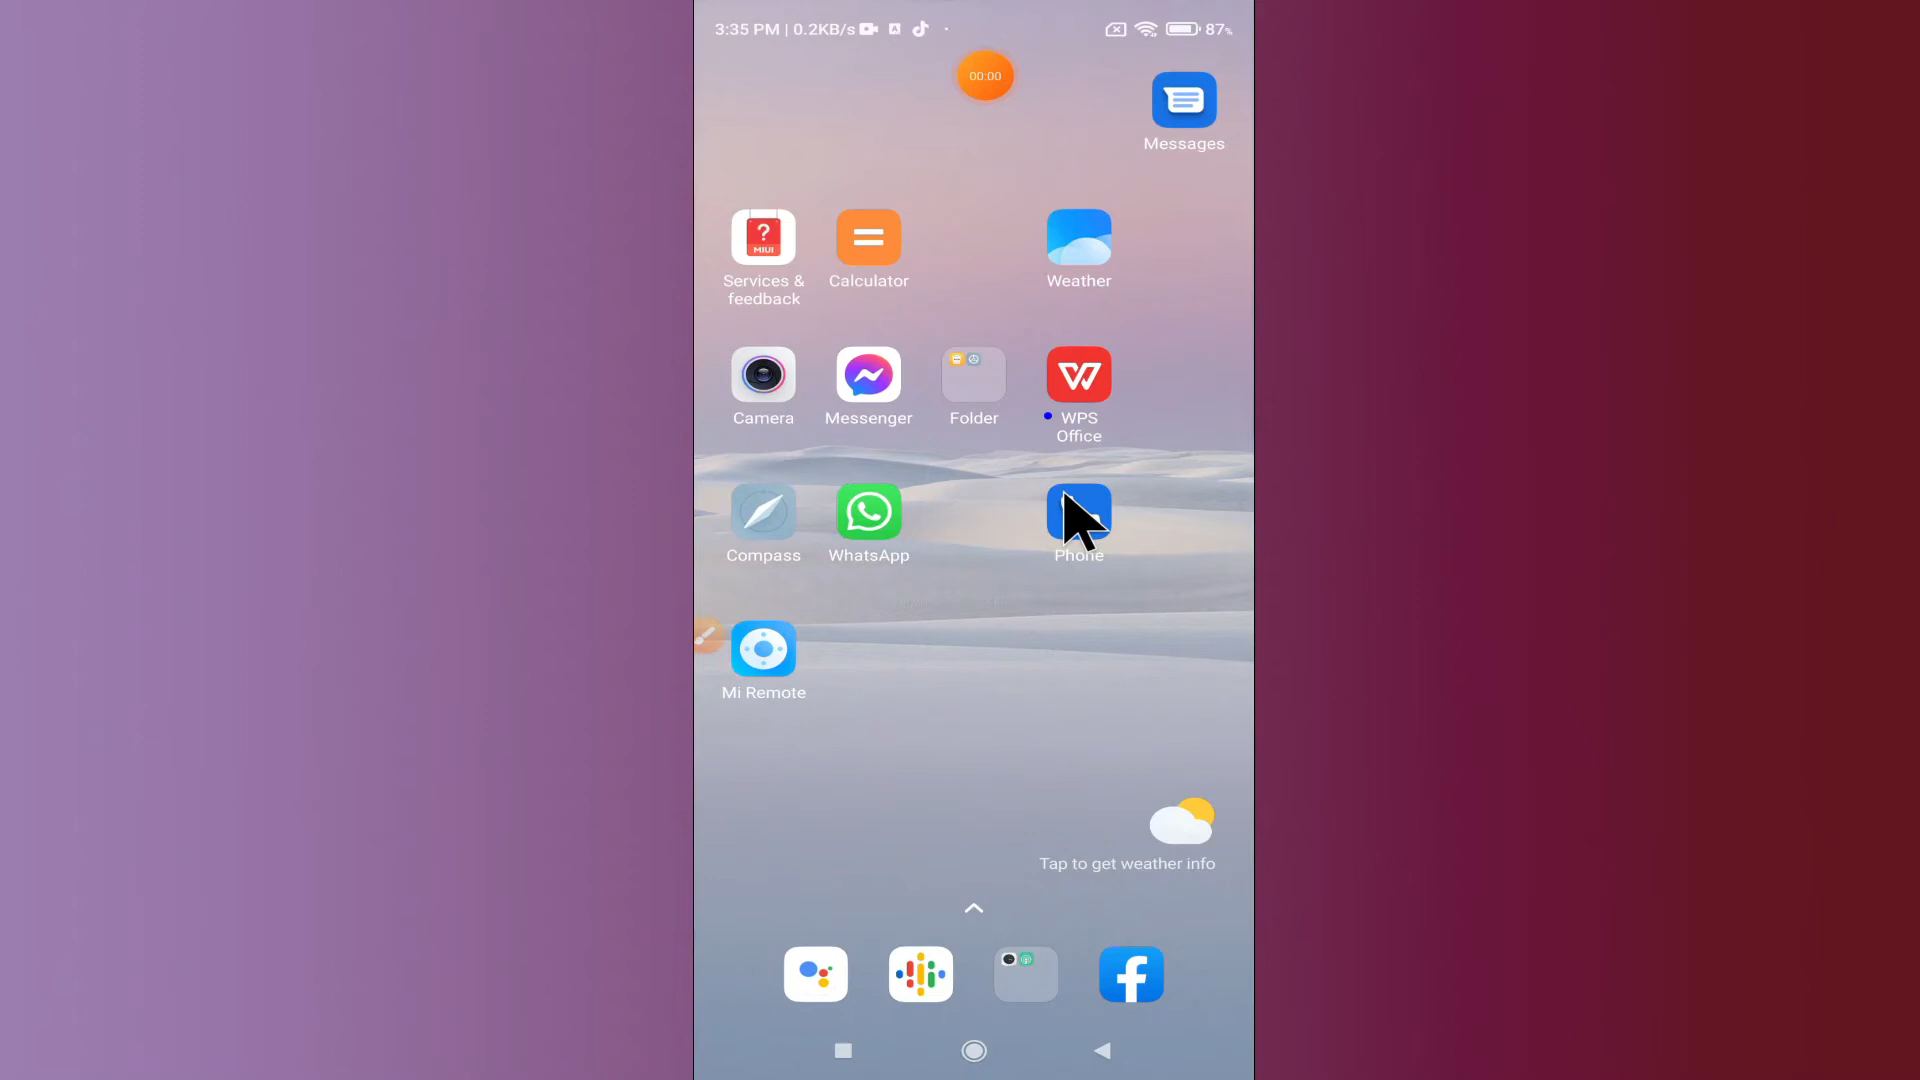 3:35 PM | 0.2KB/s 87%
00:00
Messages
Services & feedback
MIUI
Calculator
Weather
Camera
Messenger
Folder
WPS Office
Compass
WhatsApp
Phone
Mi Remote
Tap to get weather info